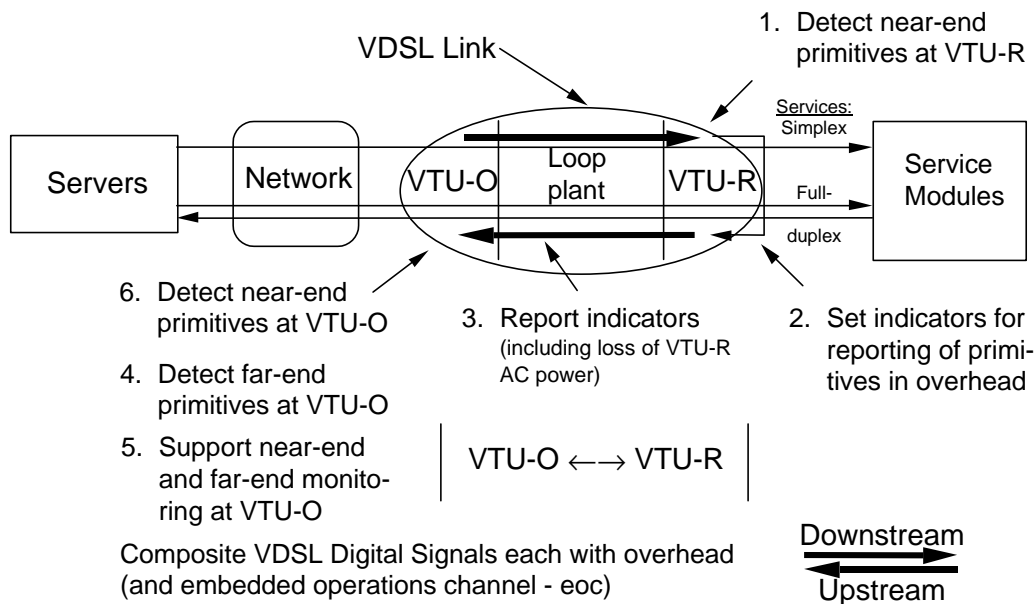 VDSL Link
1. Detect near-end
primitives at VTU-R
Services:
Simplex
Servers
Network
VTU-O
Loop
plant
VTU-R
Full-
duplex
Service
Modules
6. Detect near-end
primitives at VTU-O
3. Report indicators
(including loss of VTU-R
AC power)
2. Set indicators for
reporting of primi-
tives in overhead
4. Detect far-end
primitives at VTU-O
5. Support near-end
and far-end monito-
ring at VTU-O
VTU-O ←→ VTU-R
Composite VDSL Digital Signals each with overhead
(and embedded operations channel - eoc)
Downstream
Upstream